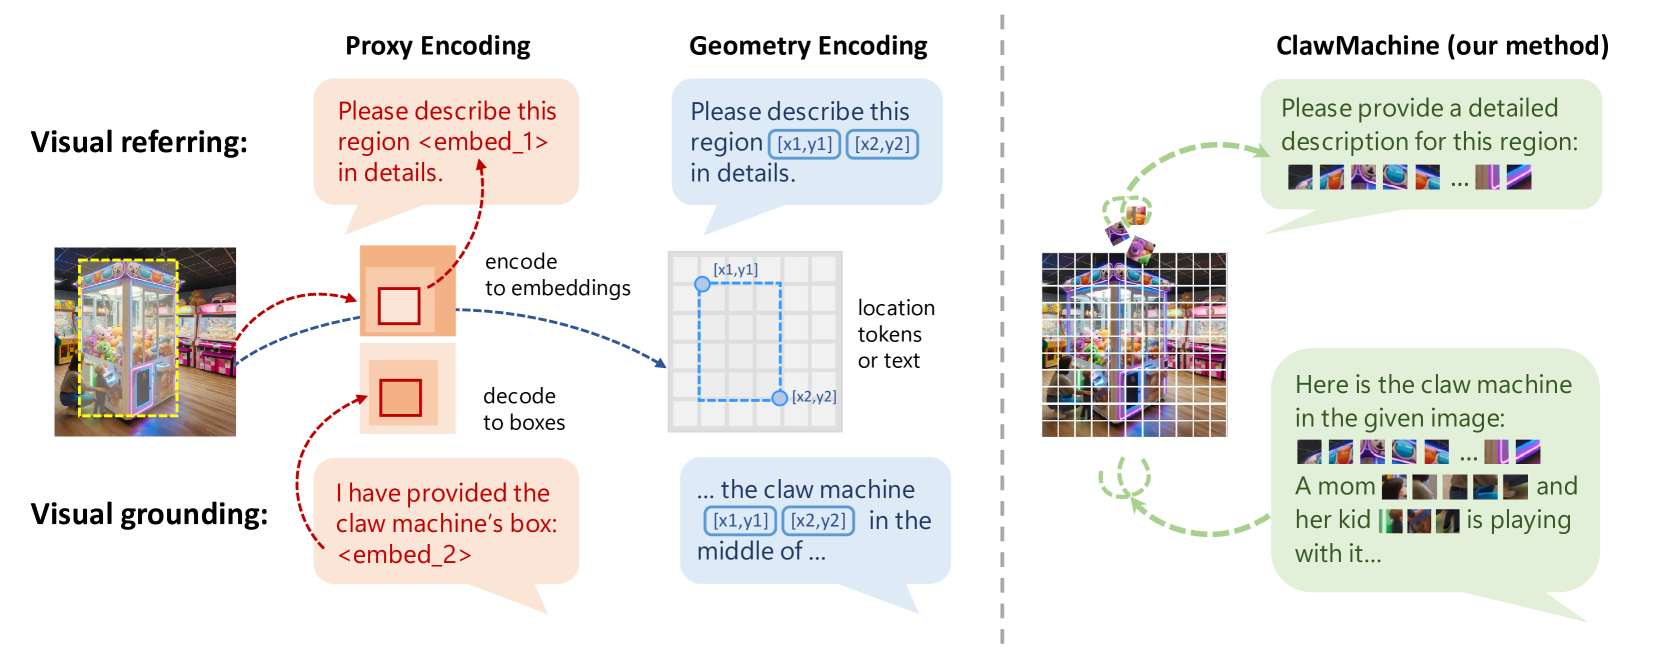 Proxy Encoding
Geometry Encoding
ClawMachine (our method)
Visual referring:
Please describe this
region <embed_1>
in details.
Please describe this
region [x1,y1] [x2,y2]
in details.
Please provide a detailed
description for this region:
...
encode
to embeddings
[x1,y1]
[x2,y2]
location
tokens
or text
decode
to boxes
Visual grounding:
I have provided the
claw machine’s box:
<embed_2>
... the claw machine
[x1,y1] [x2,y2] in the
middle of ...
Here is the claw machine
in the given image:
...
A mom and
her kid is playing
with it...